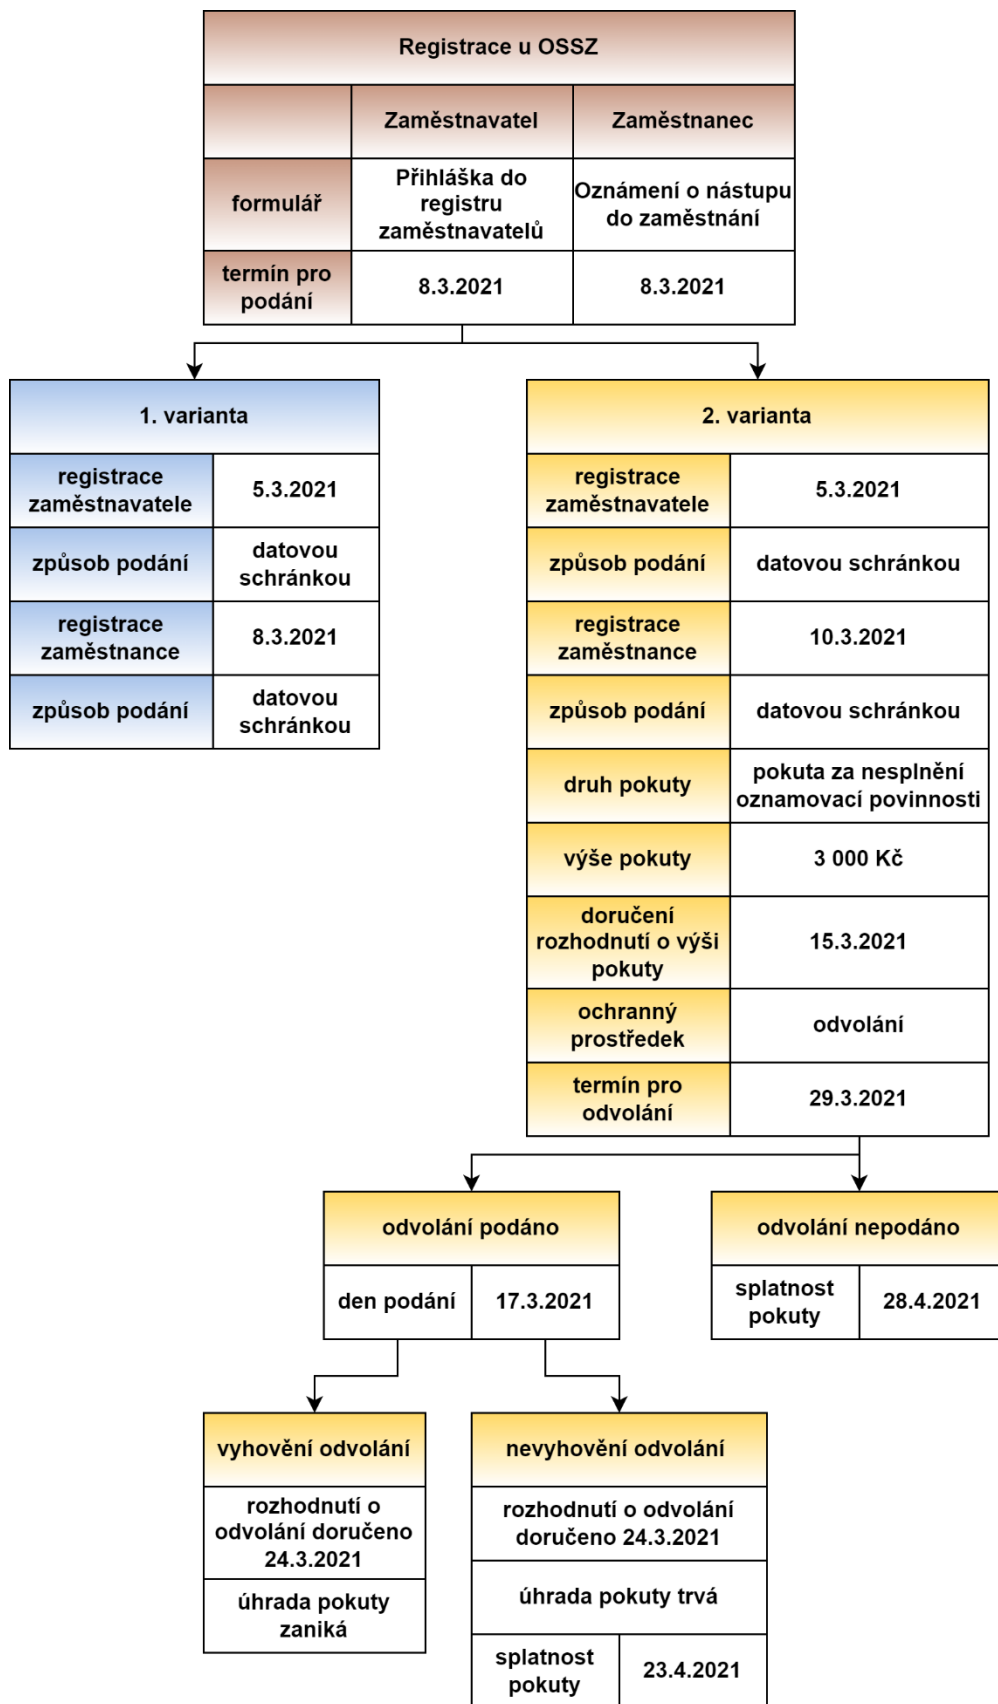 Registrace u OSSZ
Zaměstnavatel
Zaměstnanec
formulář
Přihláška do
registru
zaměstnavatelů
Oznámení o nástupu
do zaměstnání
termín pro
podání
8.3.2021
8.3.2021
1. varianta
registrace
zaměstnavatele
5.3.2021
způsob podání
datovou
schránkou
registrace
zaměstnance
8.3.2021
způsob podání
datovou
schránkou
2. varianta
registrace
zaměstnavatele
5.3.2021
způsob podání
datovou schránkou
registrace
zaměstnance
10.3.2021
způsob podání
datovou schránkou
druh pokuty
pokuta za nesplnění
oznamovací povinnosti
výše pokuty
3 000 Kč
doručení
rozhodnutí o výši
pokuty
15.3.2021
ochranný
prostředek
odvolání
termín pro
odvolání
29.3.2021
odvolání podáno
den podání
17.3.2021
odvolání nepodáno
splatnost
pokuty
28.4.2021
vyhovění odvolání
rozhodnutí o
odvolání doručeno
24.3.2021
úhrada pokuty
zaniká
nevyhovění odvolání
rozhodnutí o odvolání
doručeno 24.3.2021
úhrada pokuty trvá
splatnost
pokuty
23.4.2021